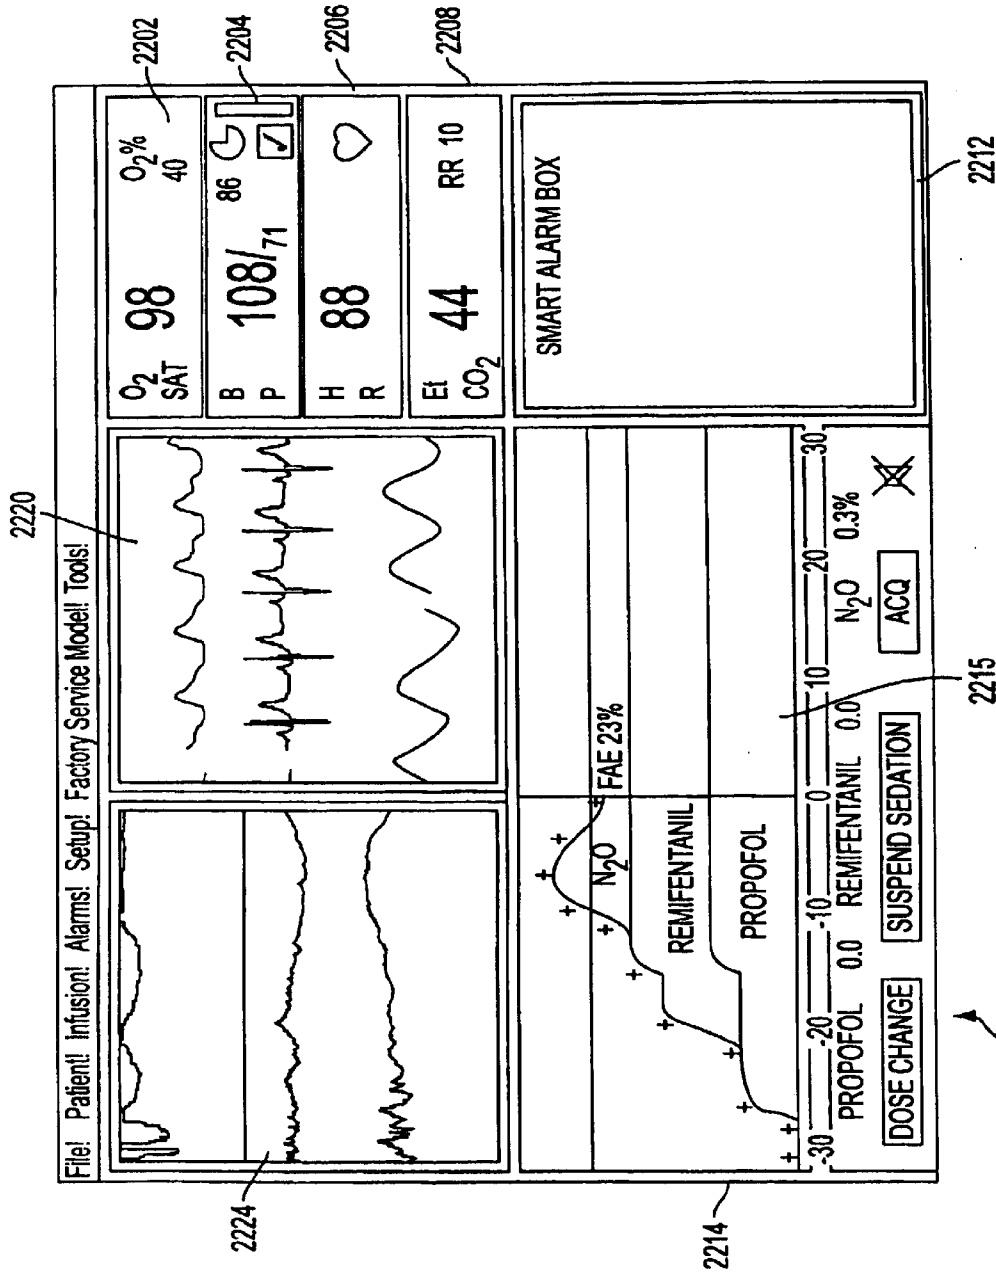 File! Patient! Infusion! Alarms! Setup! Factory Service Model! Tools!
2220
2224
O2 SAT 98 O2% 40
2202
B P 108/71 86
2204
H R 88
2206
Et CO2 44 RR 10
2208
SMART ALARM BOX
2212
N2O
FAE 23%
REMIFENTANIL
PROPOFOL
-30 -20 -10 0 10 20 30
PROPOFOL 0.0 REMIFENTANIL 0.0 N2O 0.3%
DOSE CHANGE SUSPEND SEDATION ACQ
2214
2215